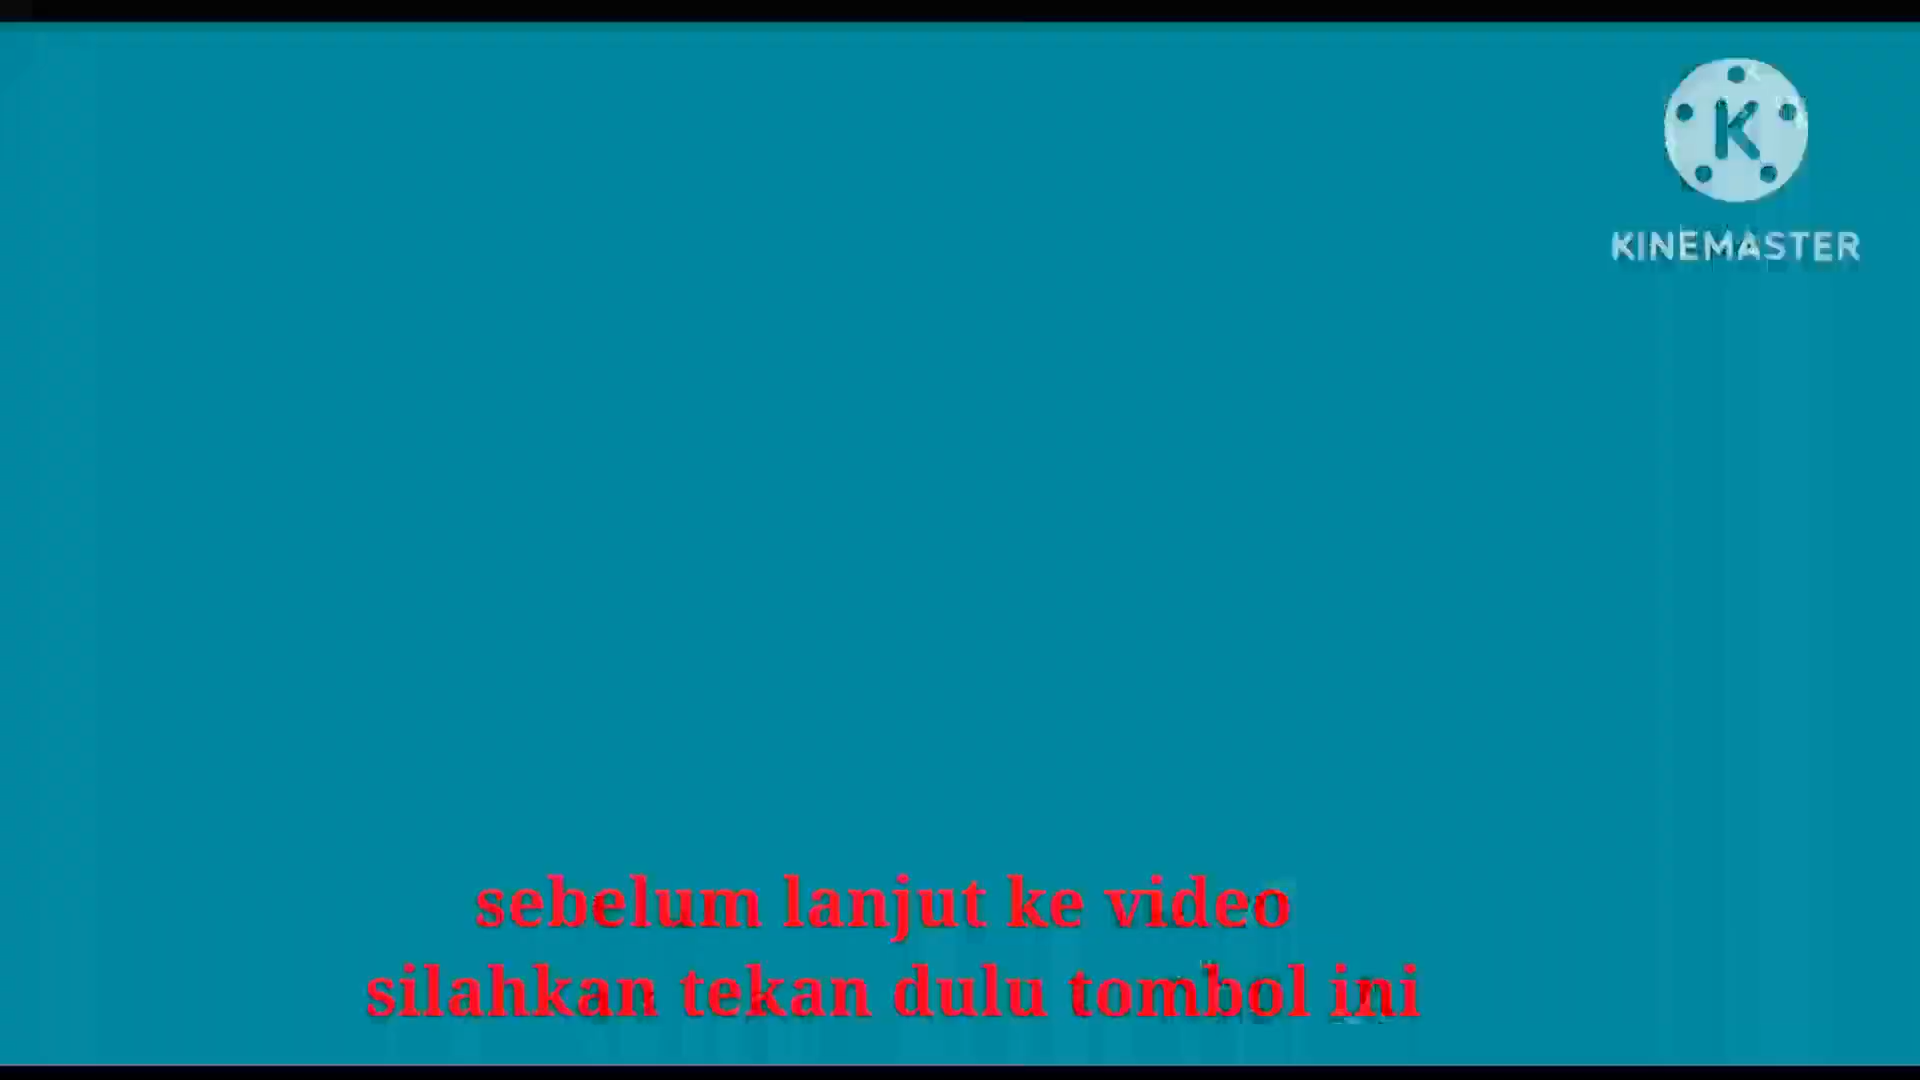 K
KINEMASTER
sebelum lanjut ke video
silahkan tekan dulu tombol ini